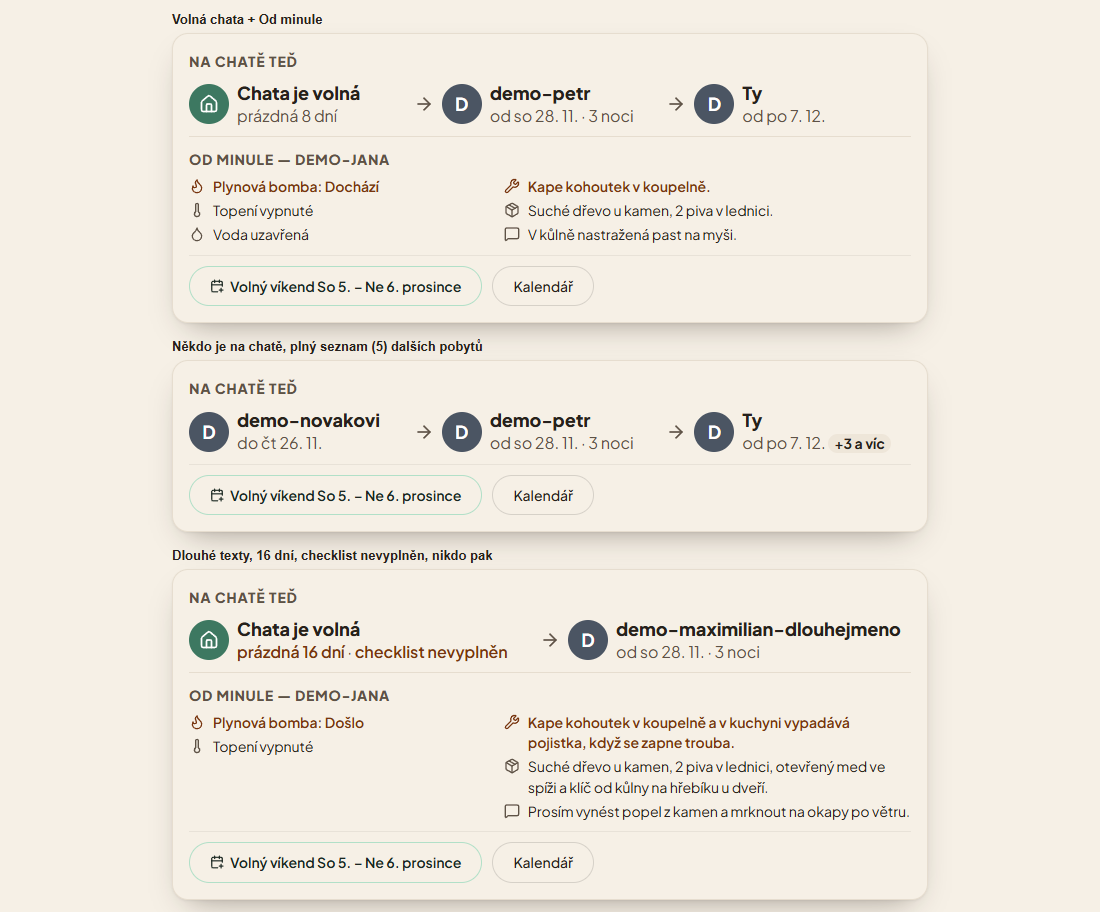 Volná chata + Od minule
NA CHATĚ TEĎ
Chata je volná
prázdná 8 dní
D
demo-petr
od so 28. 11. · 3 noci
D
Ty
od po 7. 12.
OD MINULE — DEMO-JANA
Plynová bomba: Dochází
Topení vypnuté
Voda uzavřená
Kape kohoutek v koupelně.
Suché dřevo u kamen, 2 piva v lednici.
V kůlně nastražená past na myši.
Volný víkend So 5. – Ne 6. prosince
Kalendář
Někdo je na chatě, plný seznam (5) dalších pobytů
NA CHATĚ TEĎ
D
demo-novakovi
do čt 26. 11.
D
demo-petr
od so 28. 11. · 3 noci
D
Ty
od po 7. 12. +3 a víc
Volný víkend So 5. – Ne 6. prosince
Kalendář
Dlouhé texty, 16 dní, checklist nevyplněn, nikdo pak
NA CHATĚ TEĎ
Chata je volná
prázdná 16 dní · checklist nevyplněn
D
demo-maximilian-dlouhejmeno
od so 28. 11. · 3 noci
OD MINULE — DEMO-JANA
Plynová bomba: Došlo
Topení vypnuté
Kape kohoutek v koupelně a v kuchyni vypadává
pojistka, když se zapne trouba.
Suché dřevo u kamen, 2 piva v lednici, otevřený med ve
spíži a klíč od kůlny na hřebíku u dveří.
Prosím vynést popel z kamen a mrknout na okapy po větru.
Volný víkend So 5. – Ne 6. prosince
Kalendář